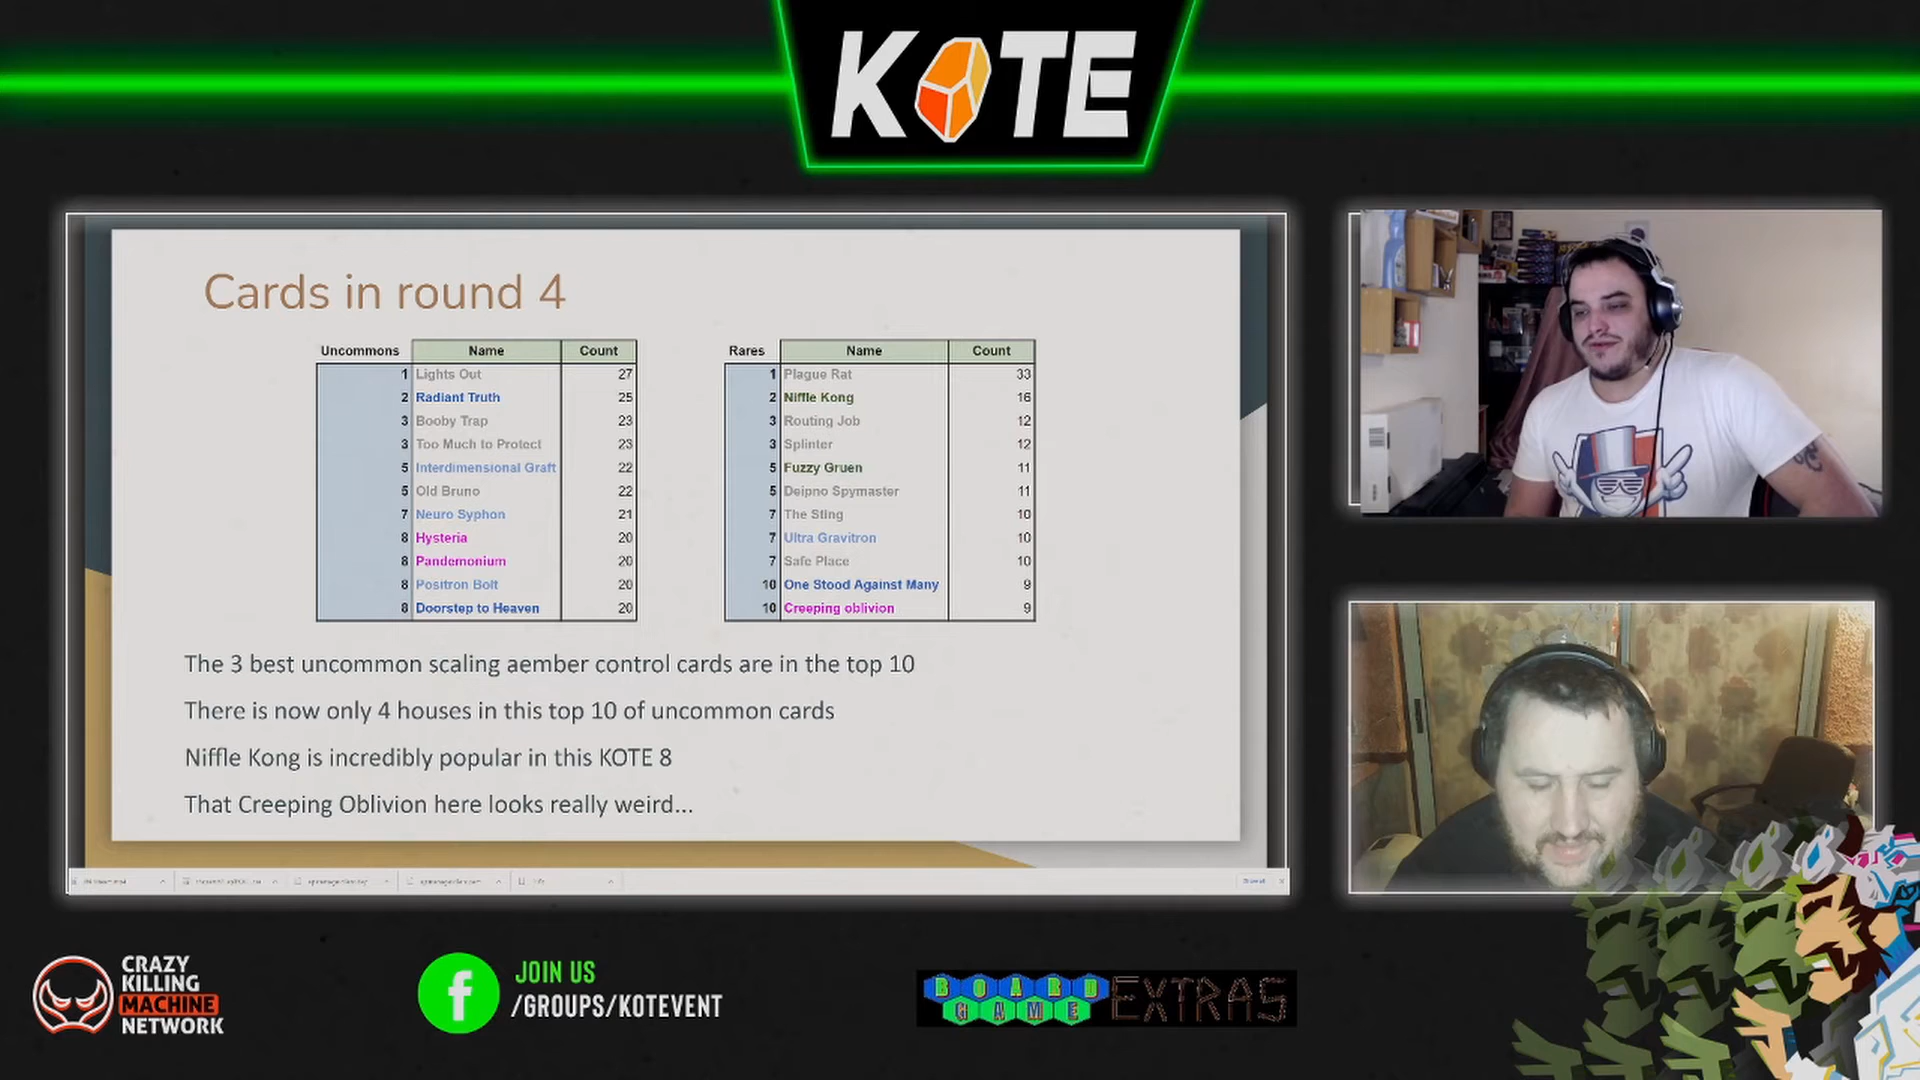 KOTE
Cards in round 4
Uncommons Name Count
1 Lights Out 27
2 Radiant Truth 25
3 Booby Trap 23
3 Too Much to Protect 23
5 Interdimensional Graft 22
5 Old Bruno 22
7 Neuro Syphon 21
8 Hysteria 20
8 Pandemonium 20
8 Positron Bolt 20
8 Doorstep to Heaven 20
Rares Name Count
1 Plague Rat 33
2 Niffle Kong 16
3 Routing Job 12
3 Splinter 12
5 Fuzzy Gruen 11
5 Deipno Spymaster 11
7 The Sting 10
7 Ultra Gravitron 10
7 Safe Place 10
10 One Stood Against Many 9
10 Creeping oblivion 9
The 3 best uncommon scaling aember control cards are in the top 10
There is now only 4 houses in this top 10 of uncommon cards
Niffle Kong is incredibly popular in this KOTE 8
That Creeping Oblivion here looks really weird...
CRAZY
KILLING
MACHINE
NETWORK
JOIN US
/GROUPS/KOTEVENT
BOARD
GAME
EXTRAS